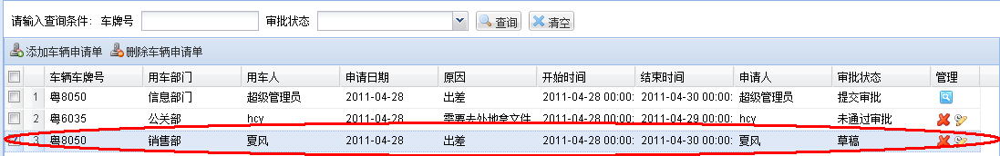 请输入查询条件: 车牌号 审批状态 查询 清空
添加车辆申请单 删除车辆申请单
车辆车牌号 用车部门 用车人 申请日期 原因 开始时间 结束时间 申请人 审批状态 管理
1 粤8050 信息部门 超级管理员 2011-04-28 出差 2011-04-28 00:00: 2011-04-30 00:00: 超级管理员 提交审批
2 粤6035 公关部 hcy 2011-04-28 需要去外地拿文件 2011-04-28 00:00: 2011-04-29 00:00: hcy 未通过审批
3 粤8050 销售部 夏风 2011-04-28 出差 2011-04-28 00:00: 2011-04-30 00:00: 夏风 草稿